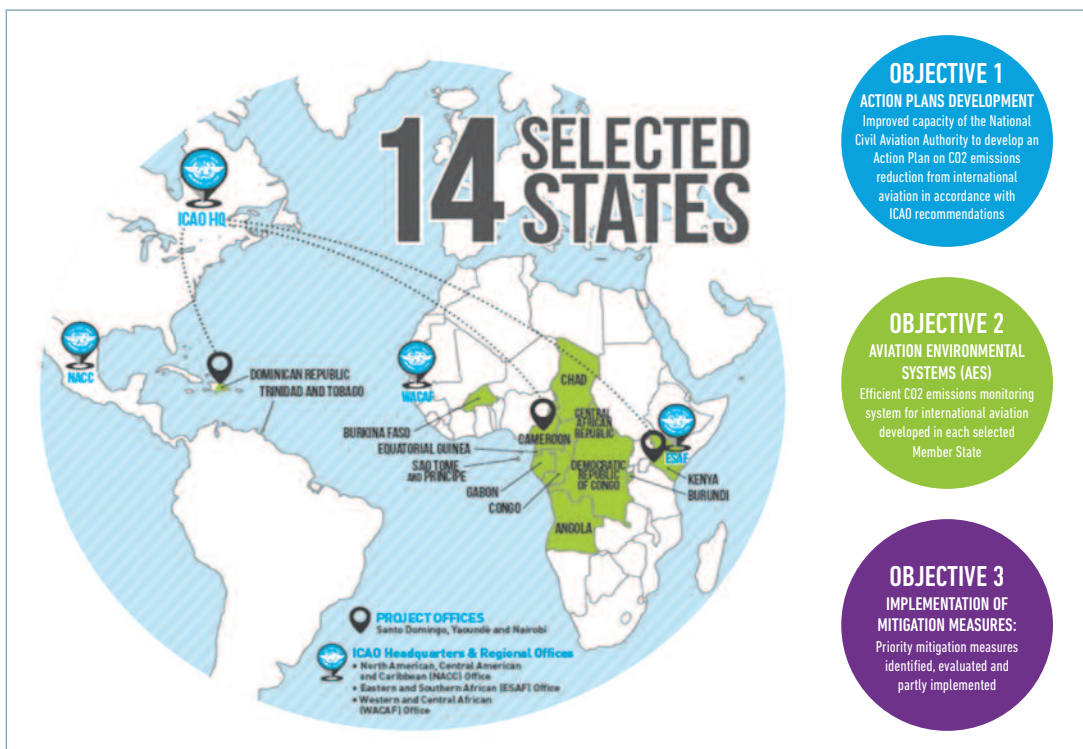 14 SELECTED
STATES
ICAO HQ
NACC
DOMINICAN REPUBLIC
TRINIDAD AND TOBAGO
WACAF
BURKINA FASO
EQUATORIAL GUINEA
SAO TOME
AND PRINCIPE
GABON
CONGO
CHAD
CENTRAL
AFRICAN
REPUBLIC
CAMEROON
DEMOCRATIC
REPUBLIC
OF CONGO
ANGOLA
ESAF
KENYA
BURUNDI
PROJECT OFFICES
Santo Domingo, Yaoundè and Nairobi
ICAO Headquarters & Regional Offices
• North American, Central American
and Caribbean (NACC) Office
• Eastern and Southern African (ESAF) Office
• Western and Central African
(WACAF) Office
OBJECTIVE 1
ACTION PLANS DEVELOPMENT
Improved capacity of the National
Civil Aviation Authority to develop an
Action Plan on CO2 emissions
reduction from international
aviation in accordance with
ICAO recommendations
OBJECTIVE 2
AVIATION ENVIRONMENTAL
SYSTEMS (AES)
Efficient CO2 emissions monitoring
system for international aviation
developed in each selected
Member State
OBJECTIVE 3
IMPLEMENTATION OF
MITIGATION MEASURES:
Priority mitigation measures
identified, evaluated and
partly implemented